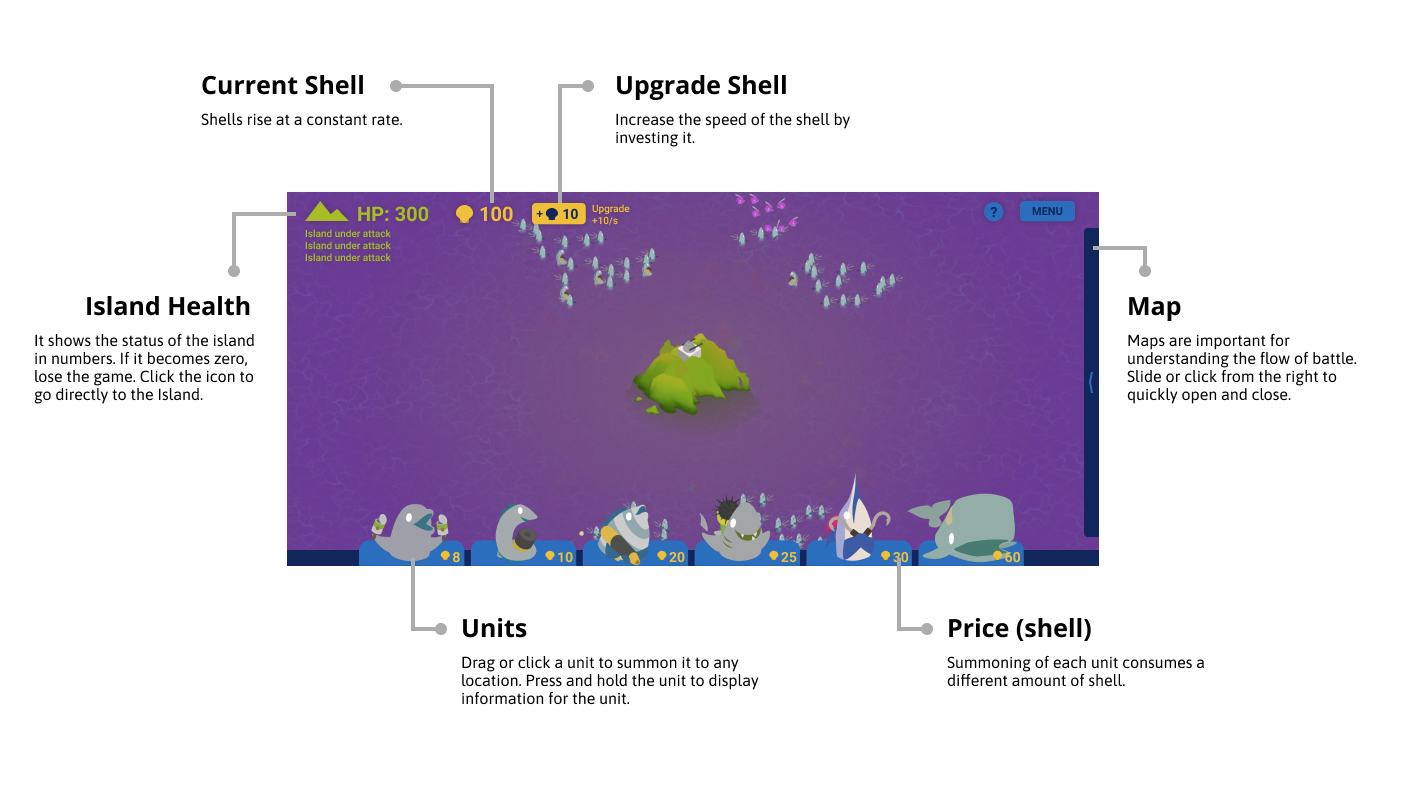 Current Shell
Shells rise at a constant rate.
Upgrade Shell
Increase the speed of the shell by
investing it.
HP: 300
100
+ 10
Upgrade
+10/s
?
MENU
Island under attack
Island under attack
Island under attack
Island Health
It shows the status of the island
in numbers. If it becomes zero,
lose the game. Click the icon to
go directly to the Island.
Map
Maps are important for
understanding the flow of battle.
Slide or click from the right to
quickly open and close.
8
10
20
25
30
60
Units
Drag or click a unit to summon it to any
location. Press and hold the unit to display
information for the unit.
Price (shell)
Summoning of each unit consumes a
different amount of shell.